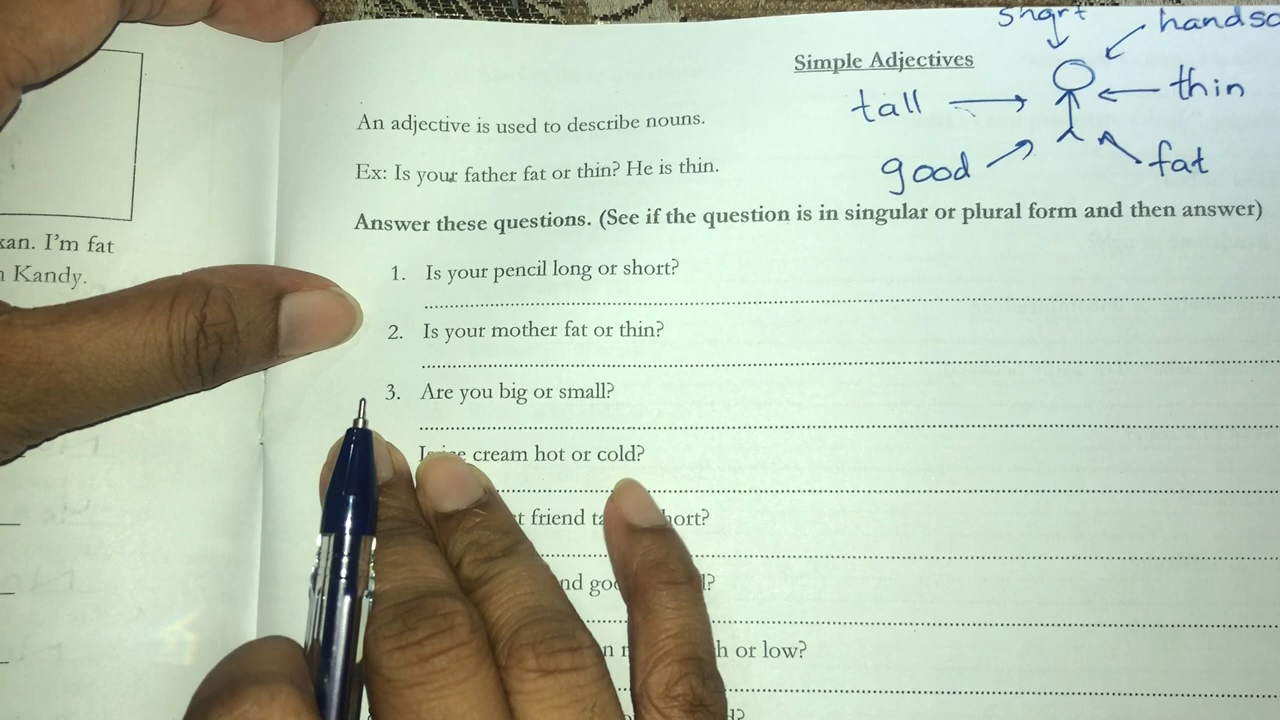 short
handso
Simple Adjectives
tall
thin
An adjective is used to describe nouns.
good
fat
Ex: Is your father fat or thin? He is thin.
Answer these questions. (See if the question is in singular or plural form and then answer)
1. Is your pencil long or short?
2. Is your mother fat or thin?
3. Are you big or small?
cream hot or cold?
friend
or low?
I'm fat
Kandy.